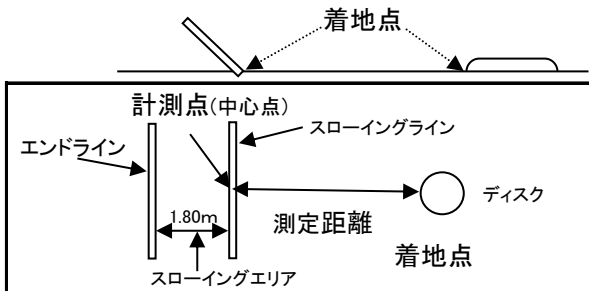 着地点
計測点(中心点)
スローイングライン
エンドライン
ディスク
1.80m
測定距離
着地点
スローイングエリア